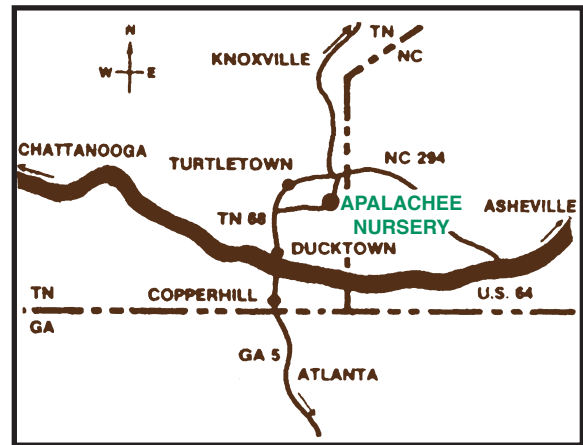 N
W E
KNOXVILLE
TN
NC
CHATTANOOGA
TURTLETOWN
NC 294
APALACHEE
NURSERY
ASHEVILLE
TN 68
DUCKTOWN
COPPERHILL
U.S. 64
TN
GA
GA 5
ATLANTA